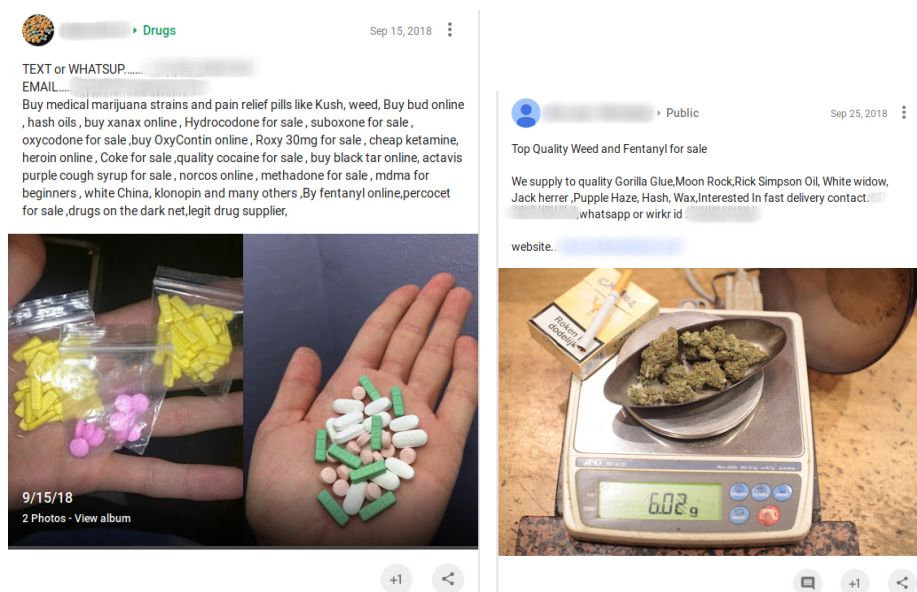 Drugs
Sep 15, 2018
TEXT or WHATSUP......
EMAIL....
Buy medical marijuana strains and pain relief pills like Kush, weed, Buy bud online
, hash oils , buy xanax online , Hydrocodone for sale , suboxone for sale ,
oxycodone for sale ,buy OxyContin online , Roxy 30mg for sale , cheap ketamine,
heroin online , Coke for sale ,quality cocaine for sale , buy black tar online, actavis
purple cough syrup for sale , norcos online , methadone for sale , mdma for
beginners , white China, klonopin and many others ,By fentanyl online,percocet
for sale ,drugs on the dark net,legit drug supplier,
9/15/18
2 Photos - View album
+1
Public
Sep 25, 2018
Top Quality Weed and Fentanyl for sale
We supply to quality Gorilla Glue,Moon Rock,Rick Simpson Oil, White widow,
Jack herrer ,Pupple Haze, Hash, Wax,Interested In fast delivery contact.
,whatsapp or wirkr id .
website..
CAMEL
Roken i
dodelijk
AND
6.02 g
+1